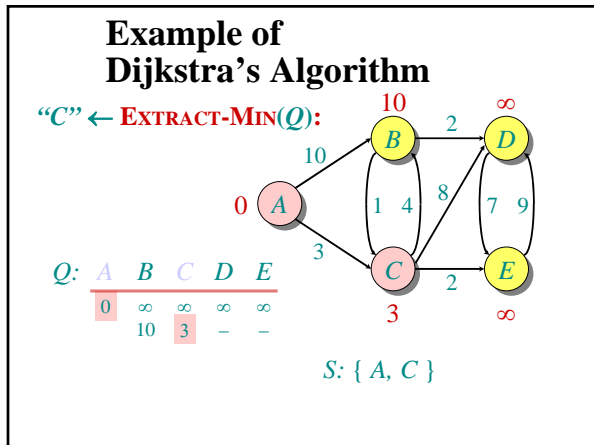 Example of
Dijkstra's Algorithm
“C” ← EXTRACT-MIN(Q):
10 ∞
B 2 D
10
0 A 1 4 8 7 9
3
C 2 E
3 ∞
Q: A B C D E
0 ∞ ∞ ∞ ∞
10 3 – –
S: { A, C }